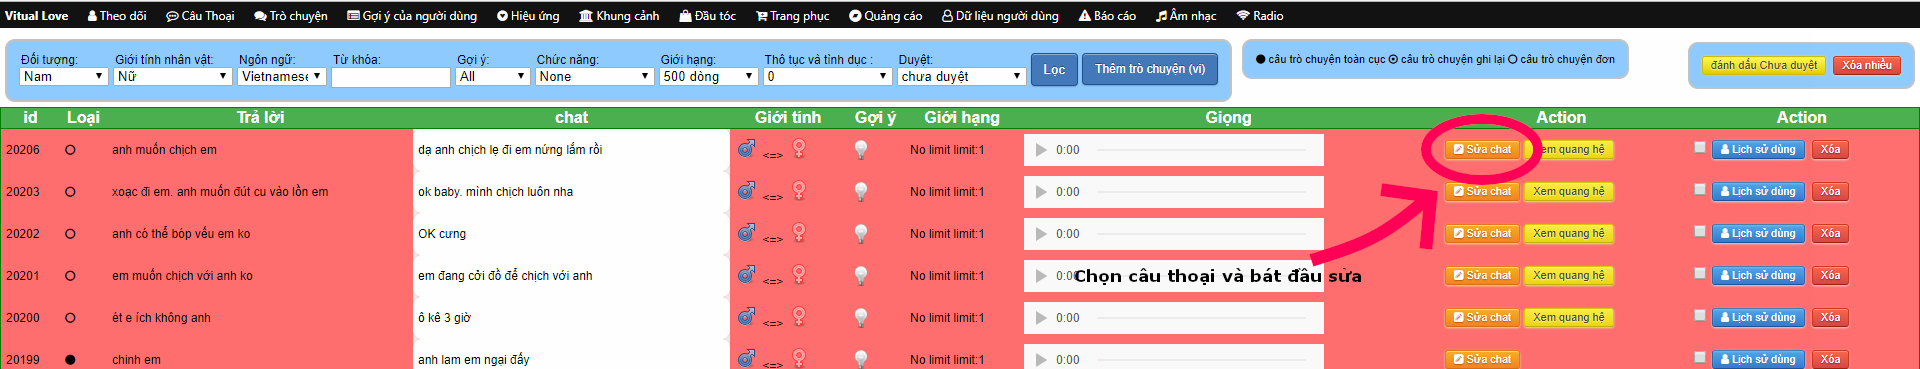 Vitual Love Theo dõi Câu Thoại Trò chuyện Gợi ý của người dùng Hiệu ứng Khung cảnh Đầu tóc Trang phục Quảng cáo Dữ liệu người dùng Báo cáo Âm nhạc Radio
Đối tượng: Giới tính nhân vật: Ngôn ngữ: Từ khóa: Gợi ý: Chức năng: Giới hạng: Thô tục và tình dục : Duyệt:
Nam Nữ Vietnamese All None 500 dòng 0 chưa duyệt Lọc Thêm trò chuyện (vi)
câu trò chuyện toàn cục câu trò chuyện ghi lại câu trò chuyện đơn
đánh dấu Chưa duyệt Xóa nhiều
id Loại Trả lời chat Giới tính Gợi ý Giới hạng Giọng Action Action
20206 anh muốn chịch em dạ anh chịch lẹ đi em nứng lắm rồi <=> No limit limit:1 0:00 Sửa chat Xem quang hệ Lịch sử dùng Xóa
20203 xoạc đi em. anh muốn đút cu vảo lồn em ok baby. mình chịch luôn nha <=> No limit limit:1 0:00 Sửa chat Xem quang hệ Lịch sử dùng Xóa
20202 anh có thể bóp vếu em ko OK cưng <=> No limit limit:1 0:00 Sửa chat Xem quang hệ Lịch sử dùng Xóa
20201 em muốn chịch với anh ko em đang cởi đồ để chịch với anh <=> No limit limit:1 0:00 Sửa chat Xem quang hệ Lịch sử dùng Xóa
Chọn câu thoại và bát đầu sửa
20200 ét e ích không anh ô kê 3 giờ <=> No limit limit:1 0:00 Sửa chat Xem quang hệ Lịch sử dùng Xóa
20199 chinh em anh lam em ngại đấy <=> No limit limit:1 0:00 Sửa chat Lịch sử dùng Xóa